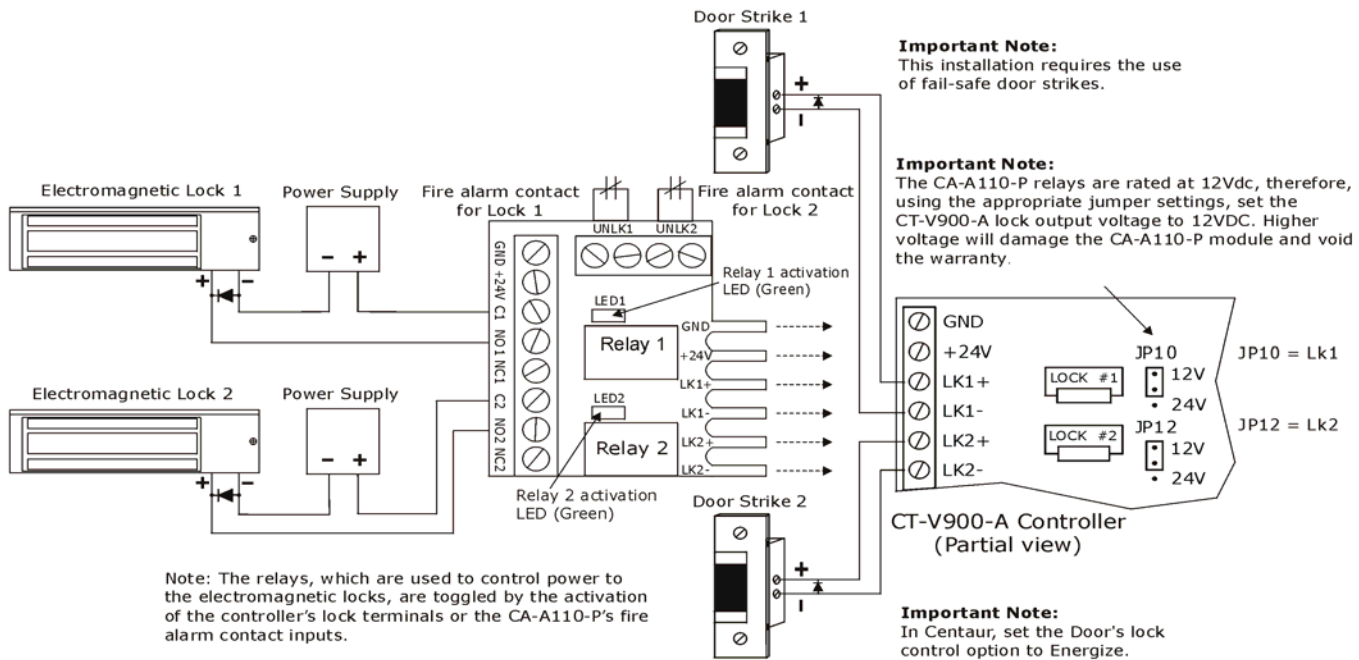 Door Strike 1
+
–
Important Note:
This installation requires the use
of fail-safe door strikes.
Important Note:
The CA-A110-P relays are rated at 12Vdc, therefore,
using the appropriate jumper settings, set the
CT-V900-A lock output voltage to 12VDC. Higher
voltage will damage the CA-A110-P module and void
the warranty.
Electromagnetic Lock 1
+ –
Power Supply
– +
Fire alarm contact
for Lock 1
Fire alarm contact
for Lock 2
UNLK1 UNLK2
GND +24V C1 NO1 NC1 C2 NO2 NC2
LED1
Relay 1 activation
LED (Green)
Relay 1
LED2
Relay 2
GND
+24V
LK1+
LK1-
LK2+
LK2-
Relay 2 activation
LED (Green)
Electromagnetic Lock 2
+ –
Power Supply
– +
GND
+24V
LK1+
LK1-
LK2+
LK2-
LOCK #1
LOCK #2
JP10
12V
24V
JP12
12V
24V
JP10 = Lk1
JP12 = Lk2
CT-V900-A Controller
(Partial view)
Door Strike 2
+
–
Note: The relays, which are used to control power to
the electromagnetic locks, are toggled by the activation
of the controller's lock terminals or the CA-A110-P's fire
alarm contact inputs.
Important Note:
In Centaur, set the Door's lock
control option to Energize.